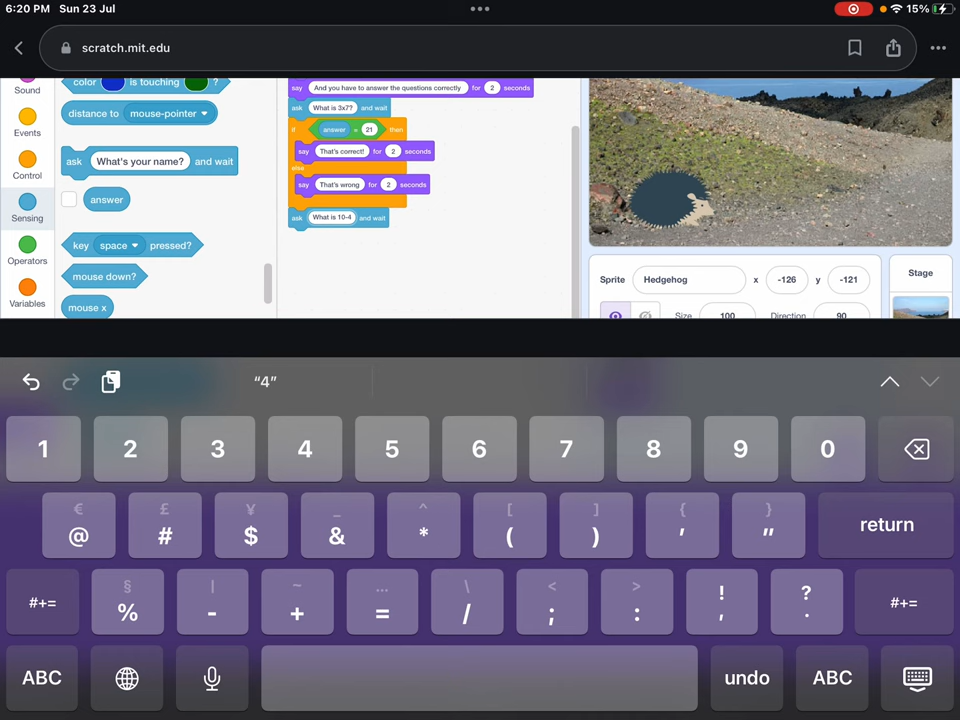 6:20 PM Sun 23 Jul
15%
scratch.mit.edu
Sound
Events
Control
Sensing
Operators
Variables
color is touching ?
distance to mouse-pointer
ask What's your name? and wait
answer
key space pressed?
mouse down?
mouse x
say And you have to answer the questions correctly for 2 seconds
ask What is 3x7? and wait
if answer = 21 then
say That's correct! for 2 seconds
else
say That's wrong for 2 seconds
ask What is 10-4 and wait
Sprite Hedgehog x -126 y -121
Size 100 Direction 90
Stage
“4”
1 2 3 4 5 6 7 8 9 0
€ £ ¥ _ ^ [ ] { }
@ # $ & * ( ) ' " return
§ | ~ … \ < > ! ?
#+= % - + = / ; : , . #+=
ABC undo ABC